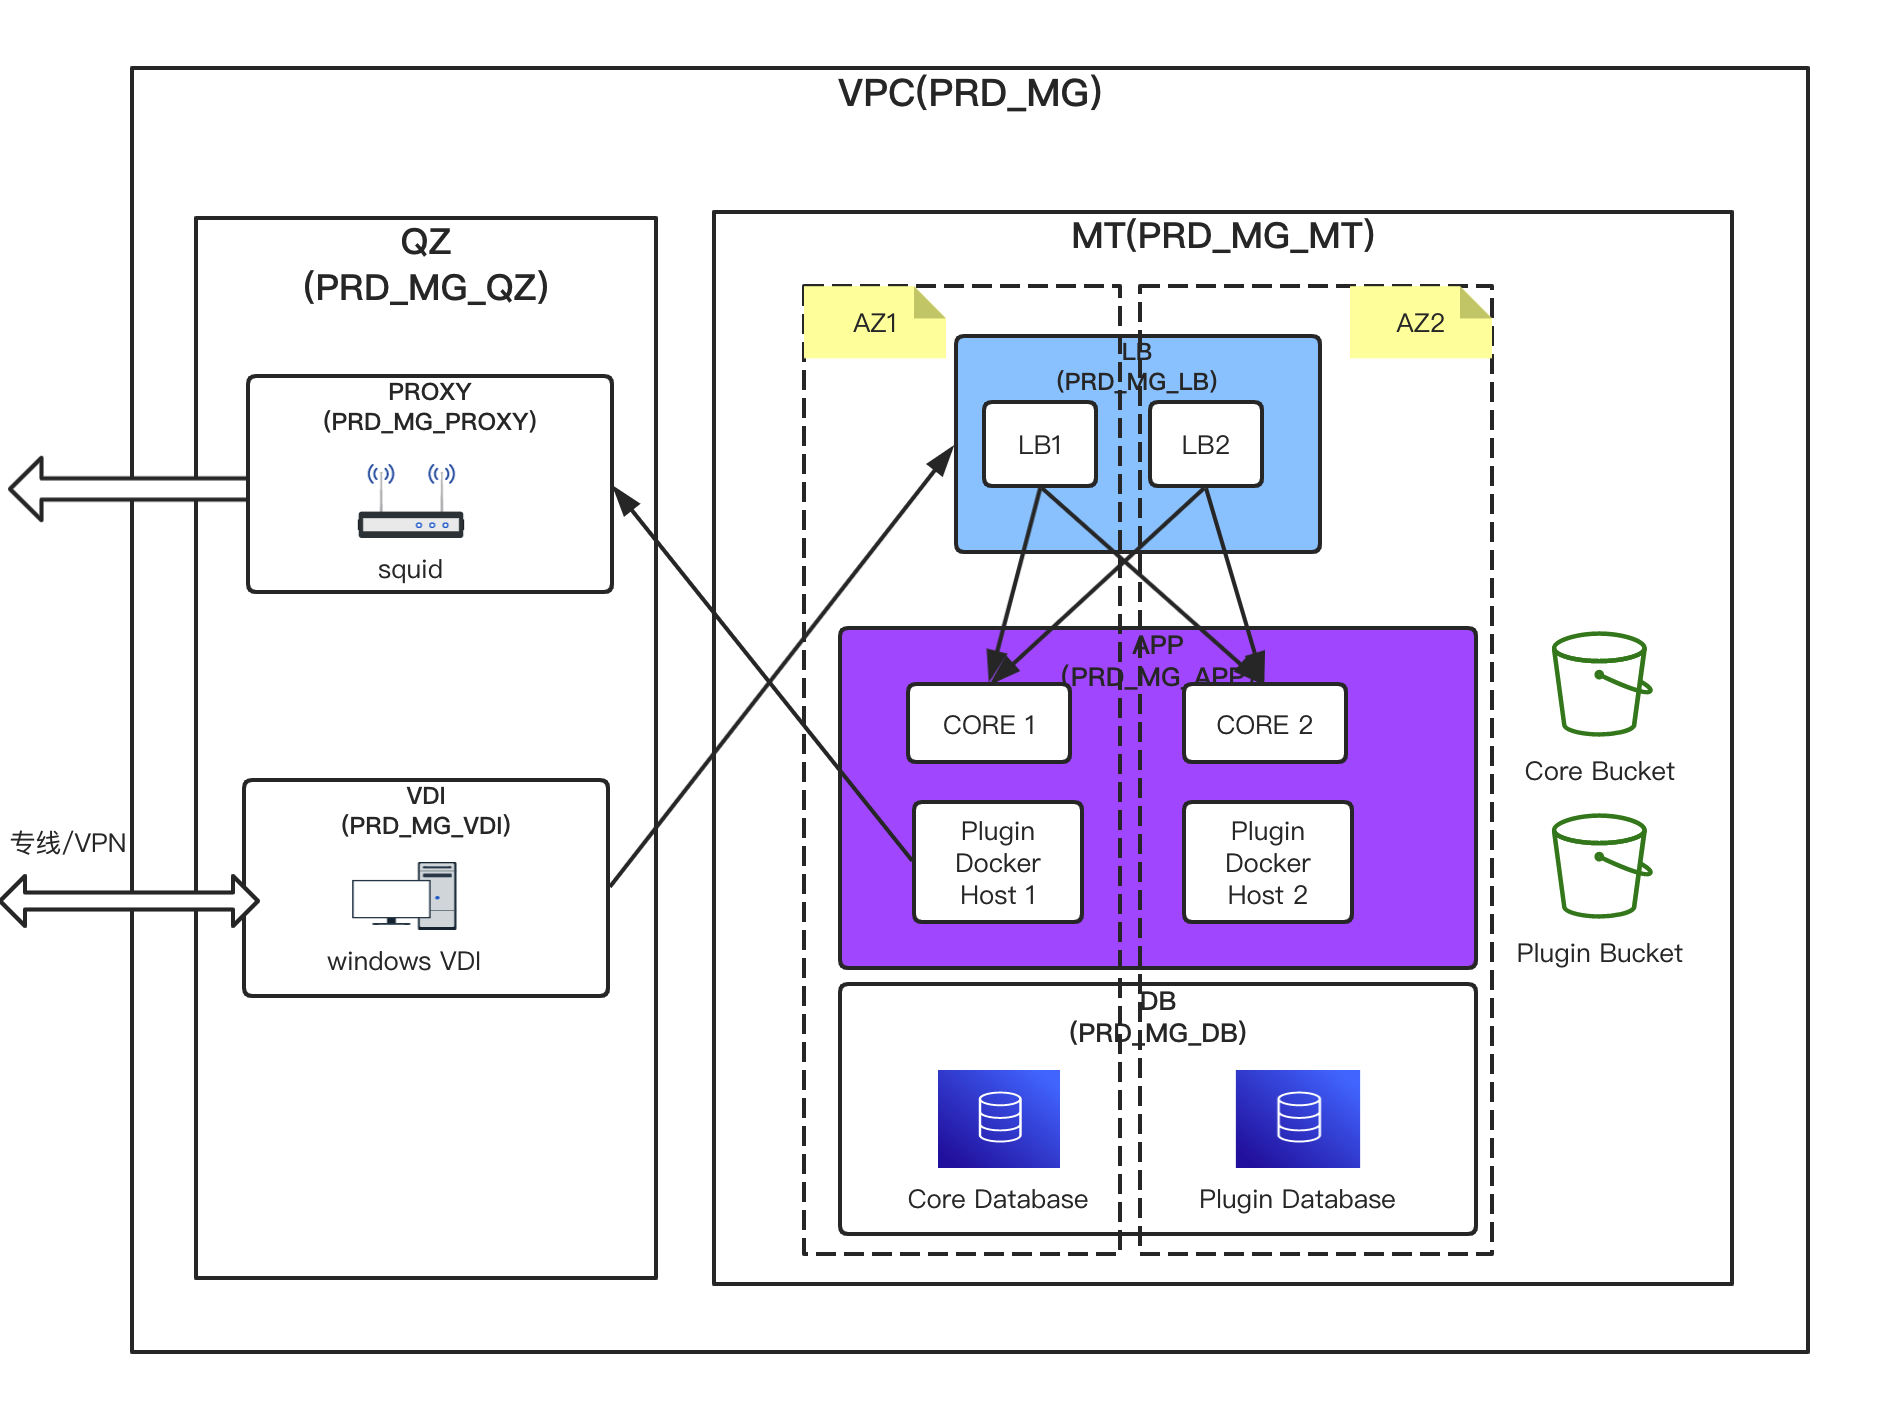 VPC(PRD_MG)
QZ
(PRD_MG_QZ)
PROXY
(PRD_MG_PROXY)
squid
专线/VPN
VDI
(PRD_MG_VDI)
windows VDI
MT(PRD_MG_MT)
AZ1
AZ2
LB
(PRD_MG_LB)
LB1
LB2
APP
(PRD_MG_APP)
CORE 1
CORE 2
Plugin
Docker
Host 1
Plugin
Docker
Host 2
DB
(PRD_MG_DB)
Core Database
Plugin Database
Core Bucket
Plugin Bucket